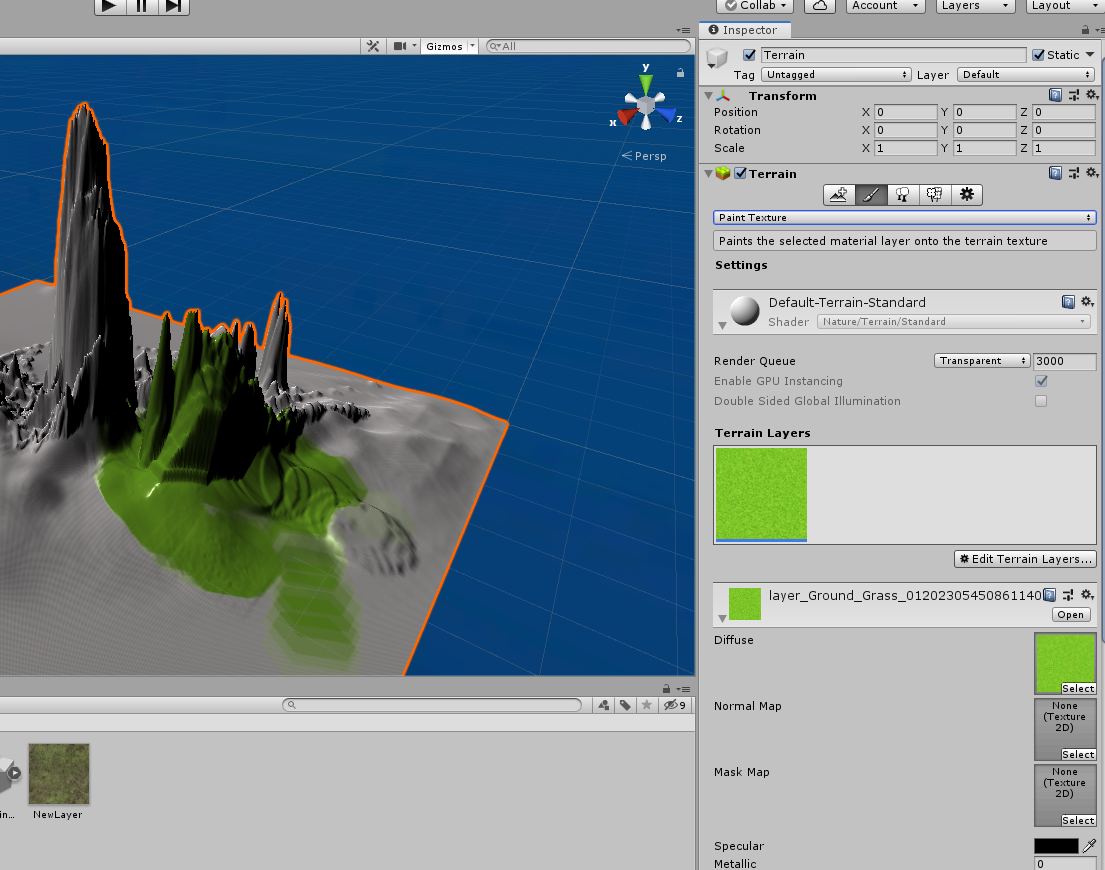 Collab
Account
Layers
Layout
Inspector
Gizmos
All
Terrain
Static
Tag
Untagged
Layer
Default
y
x
z
Persp
Transform
Position
X 0 Y 0 Z 0
Rotation
X 0 Y 0 Z 0
Scale
X 1 Y 1 Z 1
Terrain
Paint Texture
Paints the selected material layer onto the terrain texture
Settings
Default-Terrain-Standard
Shader
Nature/Terrain/Standard
Render Queue
Transparent
3000
Enable GPU Instancing
Double Sided Global Illumination
Terrain Layers
Edit Terrain Layers...
layer_Ground_Grass_01202305450861140
Open
Diffuse
Select
Normal Map
None
(Texture
2D)
Select
Mask Map
None
(Texture
2D)
Select
Specular
Metallic
0
9
in...
NewLayer